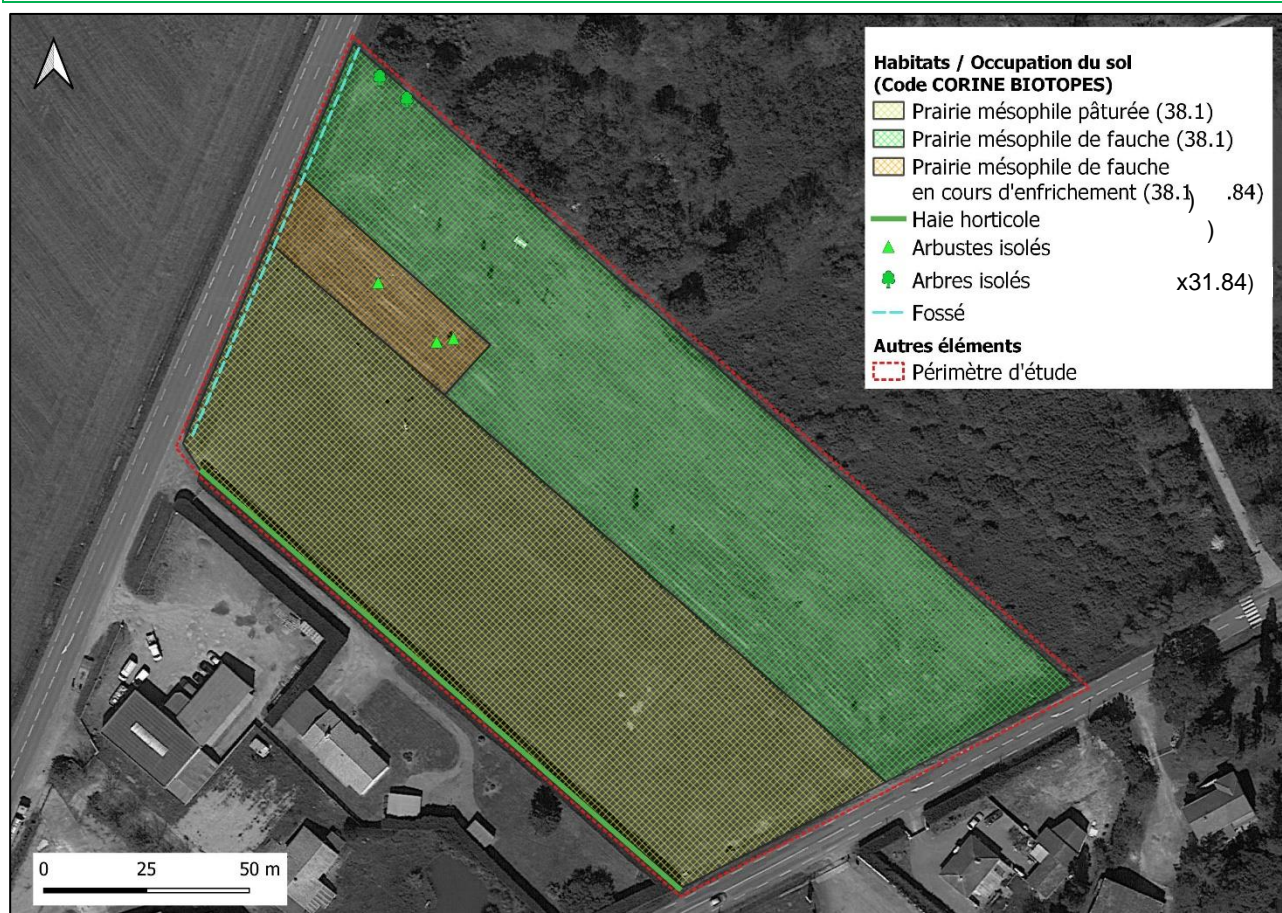 Habitats / Occupation du sol
(Code CORINE BIOTOPES)
Prairie mésophile pâturée (38.1)
Prairie mésophile de fauche (38.1)
Prairie mésophile de fauche
en cours d'enfrichement (38.1) .84)
Haie horticole
)
Arbustes isolés
Arbres isolés x31.84)
Fossé
Autres éléments
Périmètre d'étude
0 25 50 m